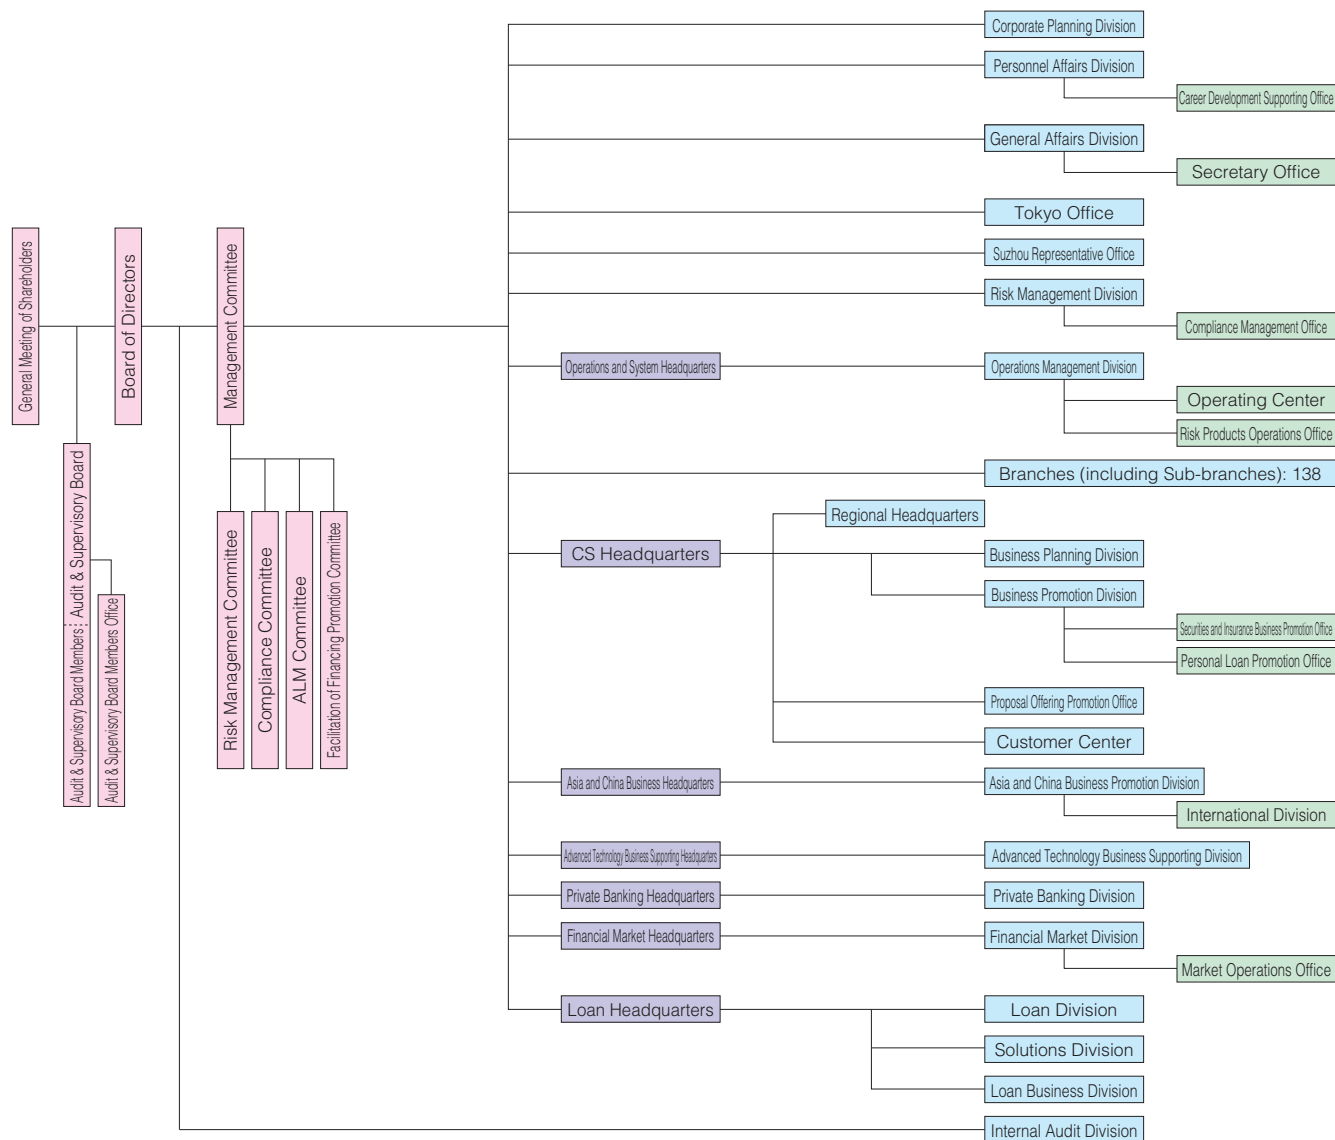 General Meeting of Shareholders
Audit & Supervisory Board
Audit & Supervisory Board Members
Audit & Supervisory Board Members Office
Board of Directors
Management Committee
Risk Management Committee
Compliance Committee
ALM Committee
Facilitation of Financing Promotion Committee
Corporate Planning Division
Personnel Affairs Division
Career Development Supporting Office
General Affairs Division
Secretary Office
Tokyo Office
Suzhou Representative Office
Risk Management Division
Compliance Management Office
Operations and System Headquarters
Operations Management Division
Operating Center
Risk Products Operations Office
Branches (including Sub-branches): 138
CS Headquarters
Regional Headquarters
Business Planning Division
Business Promotion Division
Securities and Insurance Business Promotion Office
Personal Loan Promotion Office
Proposal Offering Promotion Office
Customer Center
Asia and China Business Headquarters
Asia and China Business Promotion Division
International Division
Advanced Technology Business Supporting Headquarters
Advanced Technology Business Supporting Division
Private Banking Headquarters
Private Banking Division
Financial Market Headquarters
Financial Market Division
Market Operations Office
Loan Headquarters
Loan Division
Solutions Division
Loan Business Division
Internal Audit Division